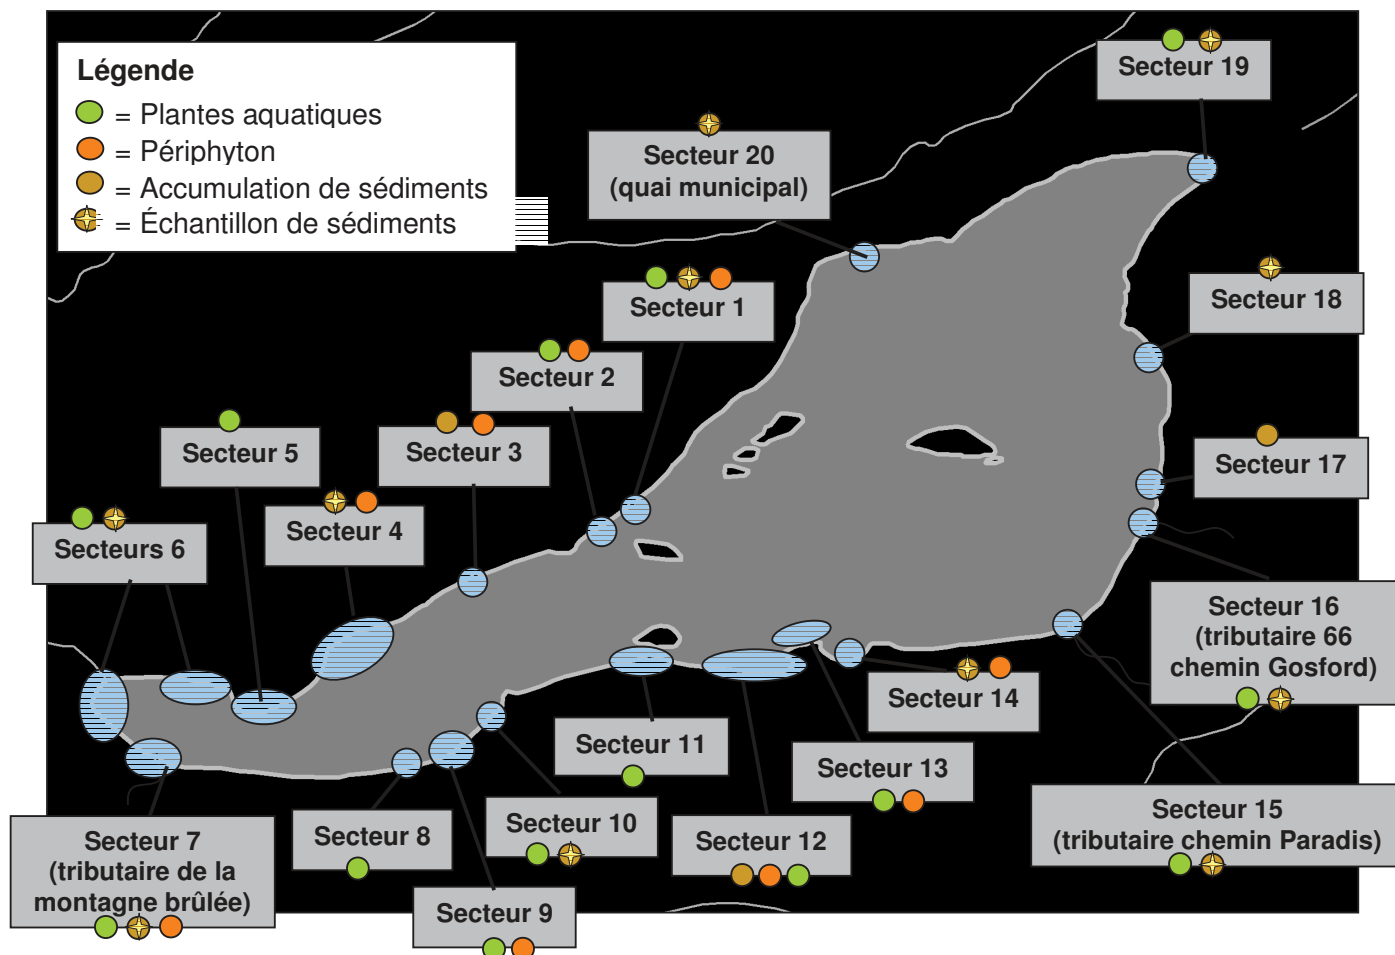 Légende
= Plantes aquatiques
= Périphyton
= Accumulation de sédiments
= Échantillon de sédiments
Secteur 19
Secteur 20
(quai municipal)
Secteur 18
Secteur 1
Secteur 2
Secteur 3
Secteur 5
Secteur 17
Secteur 4
Secteurs 6
Secteur 16
(tributaire 66
chemin Gosford)
Secteur 14
Secteur 11
Secteur 13
Secteur 15
(tributaire chemin Paradis)
Secteur 10
Secteur 8
Secteur 12
Secteur 7
(tributaire de la
montagne brûlée)
Secteur 9